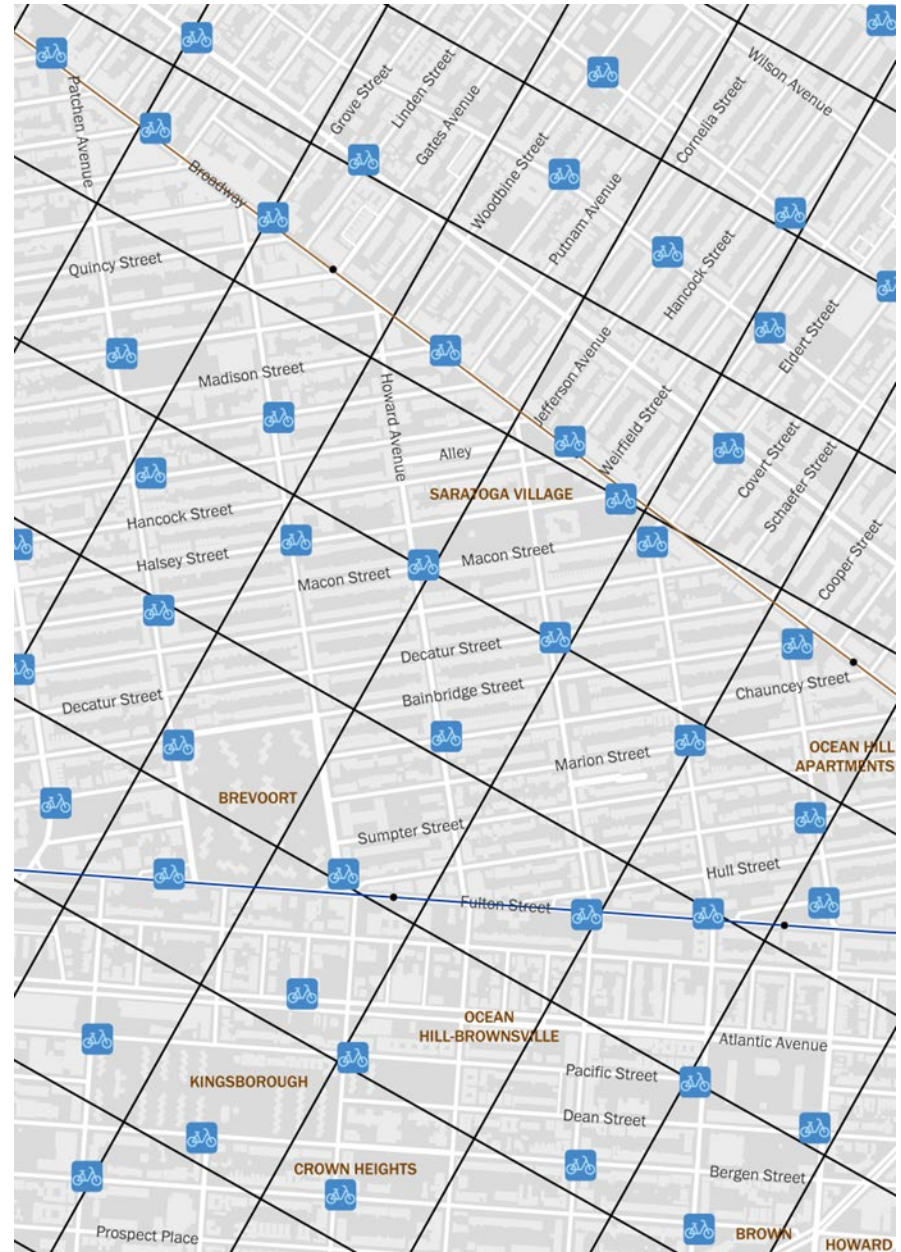 Wilson Avenue
Grove Street
Linden Street
Gates Avenue
Cornelia Street
Patchen Avenue
Woodbine Street
Broadway
Putnam Avenue
Quincy Street
Hancock Street
Eldert Street
Madison Street
Howard Avenue
Jefferson Avenue
Weirfield Street
Alley
Covert Street
Schaefer Street
SARATOGA VILLAGE
Hancock Street
Halsey Street
Macon Street
Macon Street
Cooper Street
Decatur Street
Bainbridge Street
Decatur Street
Chauncey Street
Marion Street
OCEAN HILL
APARTMENTS
BREVOORT
Sumpter Street
Hull Street
Fulton Street
OCEAN
HILL-BROWNSVILLE
Atlantic Avenue
KINGSBOROUGH
Pacific Street
Dean Street
CROWN HEIGHTS
Bergen Street
Prospect Place
BROWN
HOWARD